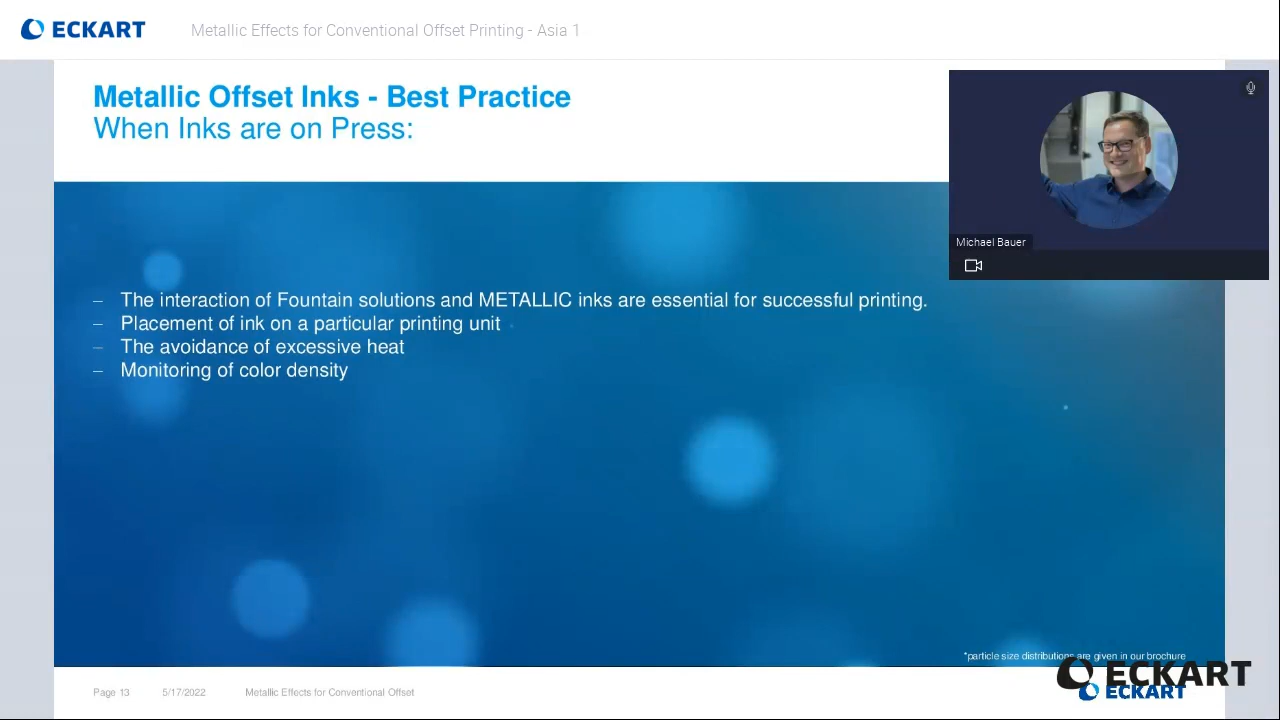 ECKART
Metallic Effects for Conventional Offset Printing - Asia 1
Metallic Offset Inks - Best Practice
When Inks are on Press:
Michael Bauer
– The interaction of Fountain solutions and METALLIC inks are essential for successful printing.
– Placement of ink on a particular printing unit
– The avoidance of excessive heat
– Monitoring of color density
*particle size distributions are given in our brochure
ECKART
ECKART
Page 13 5/17/2022 Metallic Effects for Conventional Offset